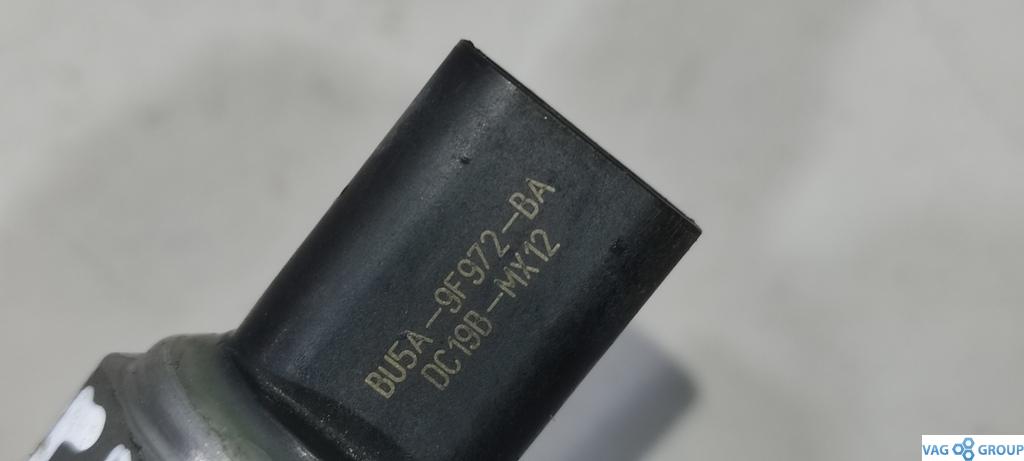 BU5A-9F972-BA
DC19B-MX12
VAG GROUP